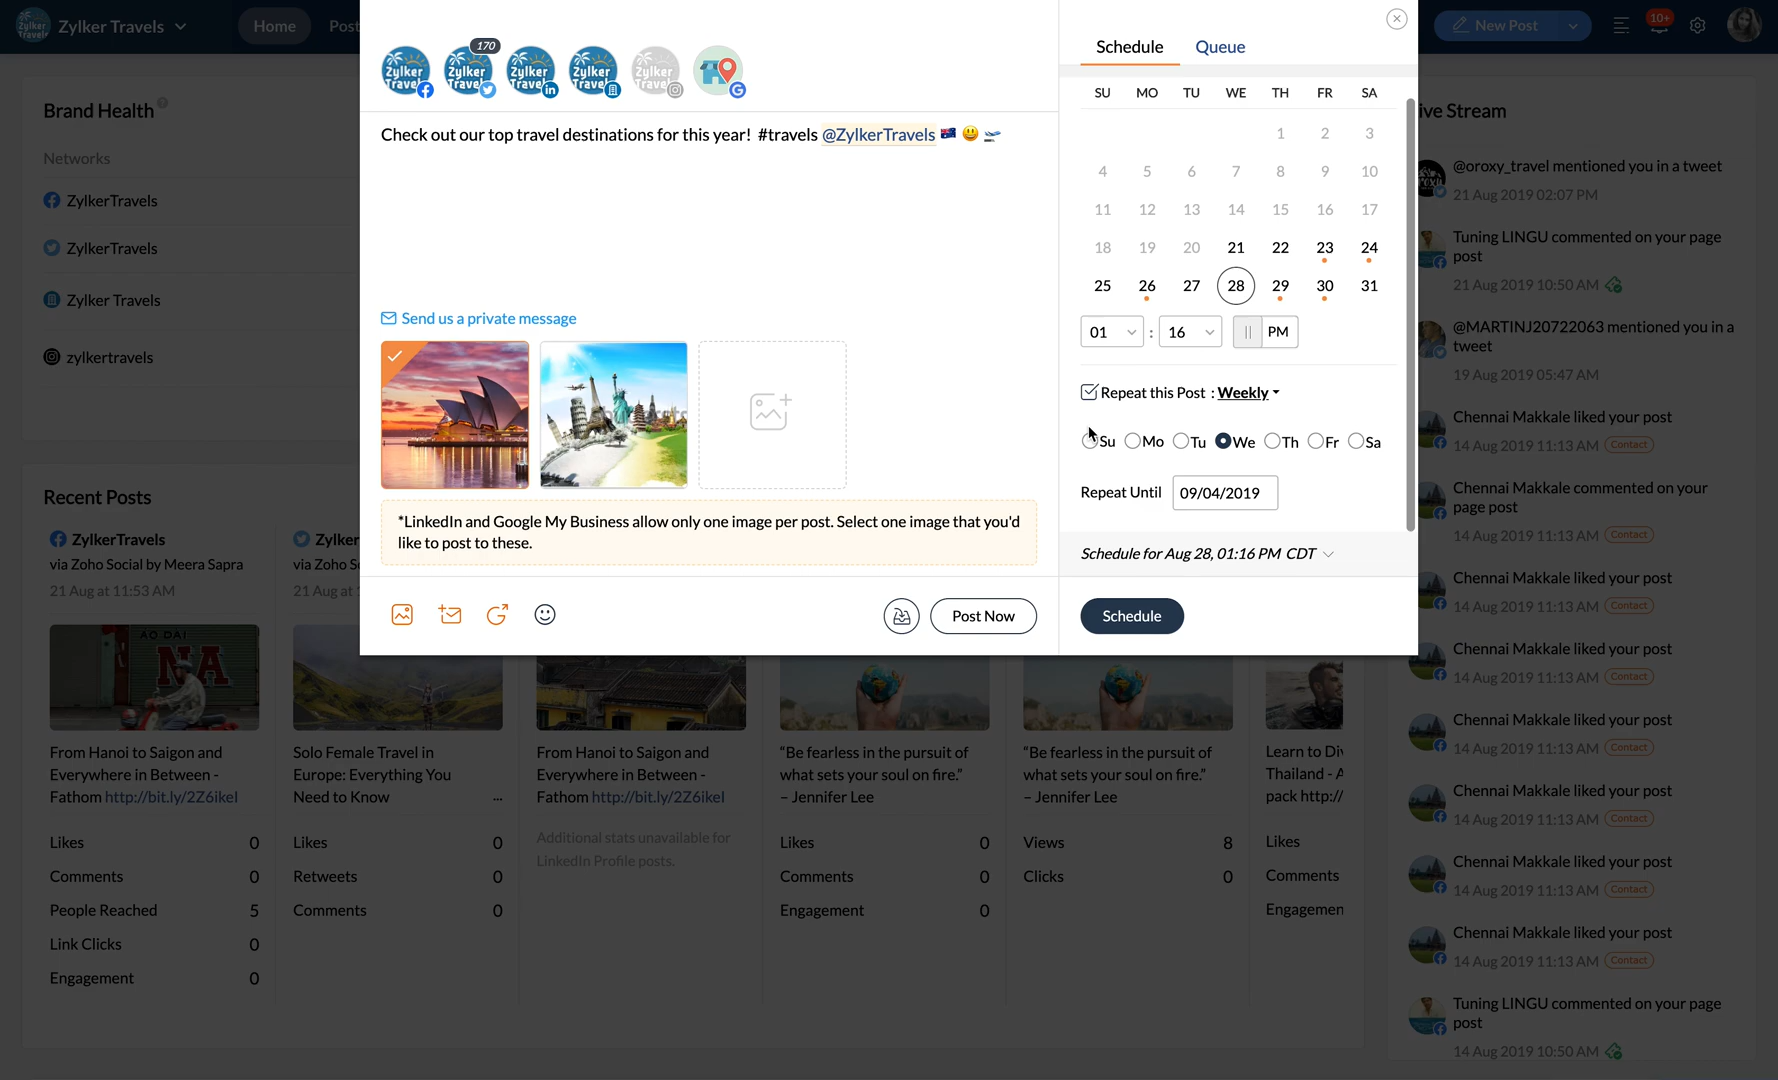 Zylker Travels
Home
Post
New Post
10+
Brand Health
Networks
ZylkerTravels
ZylkerTravels
Zylker Travels
zylkertravels
170
Check out our top travel destinations for this year! #travels @ZylkerTravels
Send us a private message
*LinkedIn and Google My Business allow only one image per post. Select one image that you'd
like to post to these.
Post Now
Schedule
Queue
SU MO TU WE TH FR SA
1 2 3
4 5 6 7 8 9 10
11 12 13 14 15 16 17
18 19 20 21 22 23 24
25 26 27 28 29 30 31
01 : 16 PM
Repeat this Post : Weekly
Su Mo Tu We Th Fr Sa
Repeat Until 09/04/2019
Schedule for Aug 28, 01:16 PM CDT
Schedule
Recent Posts
ZylkerTravels
via Zoho Social by Meera Sapra
21 Aug at 11:53 AM
NA
From Hanoi to Saigon and
Everywhere in Between -
Fathom http://bit.ly/2Z6ikeI
Likes 0
Comments 0
People Reached 5
Link Clicks 0
Engagement 0
Zylker
via Zoho S
21 Aug at
Solo Female Travel in
Europe: Everything You
Need to Know ...
Likes 0
Retweets 0
Comments 0
From Hanoi to Saigon and
Everywhere in Between -
Fathom http://bit.ly/2Z6ikeI
Additional stats unavailable for
LinkedIn Profile posts.
“Be fearless in the pursuit of
what sets your soul on fire.”
– Jennifer Lee
Likes 0
Comments 0
Engagement 0
“Be fearless in the pursuit of
what sets your soul on fire.”
– Jennifer Lee
Views 8
Clicks 0
Learn to Di
Thailand - A
pack http://
Likes
Comments
Engagemen
ive Stream
@oroxy_travel mentioned you in a tweet
21 Aug 2019 02:07 PM
Tuning LINGU commented on your page
post
21 Aug 2019 10:50 AM
@MARTINJ20722063 mentioned you in a
tweet
19 Aug 2019 05:47 AM
Chennai Makkale liked your post
14 Aug 2019 11:13 AM Contact
Chennai Makkale commented on your
page post
14 Aug 2019 11:13 AM Contact
Chennai Makkale liked your post
14 Aug 2019 11:13 AM Contact
Chennai Makkale liked your post
14 Aug 2019 11:13 AM Contact
Chennai Makkale liked your post
14 Aug 2019 11:13 AM Contact
Chennai Makkale liked your post
14 Aug 2019 11:13 AM Contact
Chennai Makkale liked your post
14 Aug 2019 11:13 AM Contact
Chennai Makkale liked your post
14 Aug 2019 11:13 AM Contact
Tuning LINGU commented on your page
post
14 Aug 2019 10:50 AM